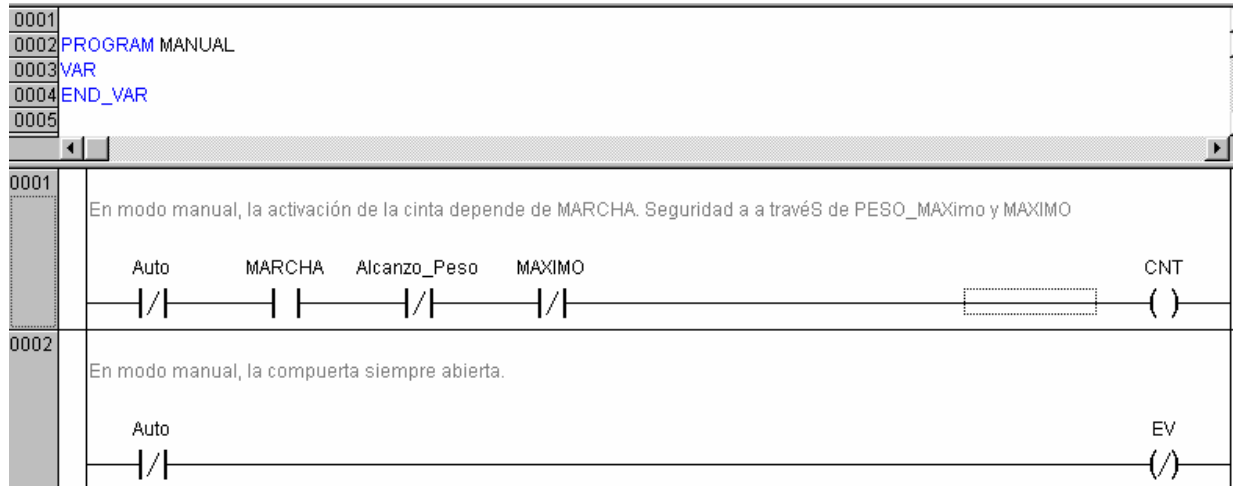 0001
0002 PROGRAM MANUAL
0003 VAR
0004 END_VAR
0005
0001
En modo manual, la activación de la cinta depende de MARCHA. Seguridad a a travéS de PESO_MAXimo y MAXIMO
Auto MARCHA Alcanzo_Peso MAXIMO CNT
0002
En modo manual, la compuerta siempre abierta.
Auto EV